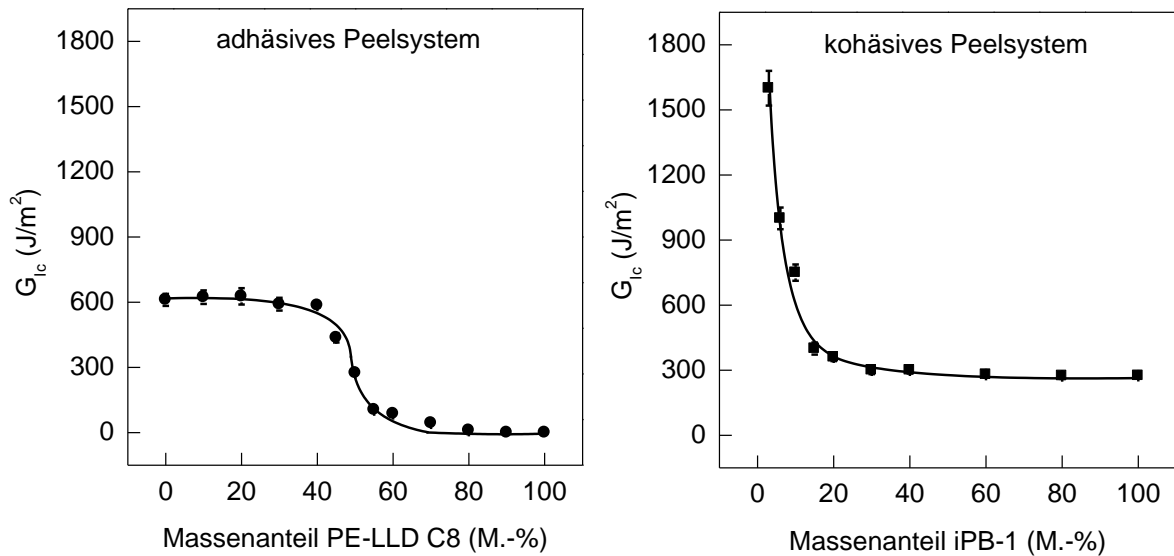 adhäsives Peelsystem
1800
1500
1200
900
600
300
0
G_Ic (J/m²)
0 20 40 60 80 100
Massenanteil PE-LLD C8 (M.-%)
kohäsives Peelsystem
1800
1500
1200
900
600
300
0
G_Ic (J/m²)
0 20 40 60 80 100
Massenanteil iPB-1 (M.-%)